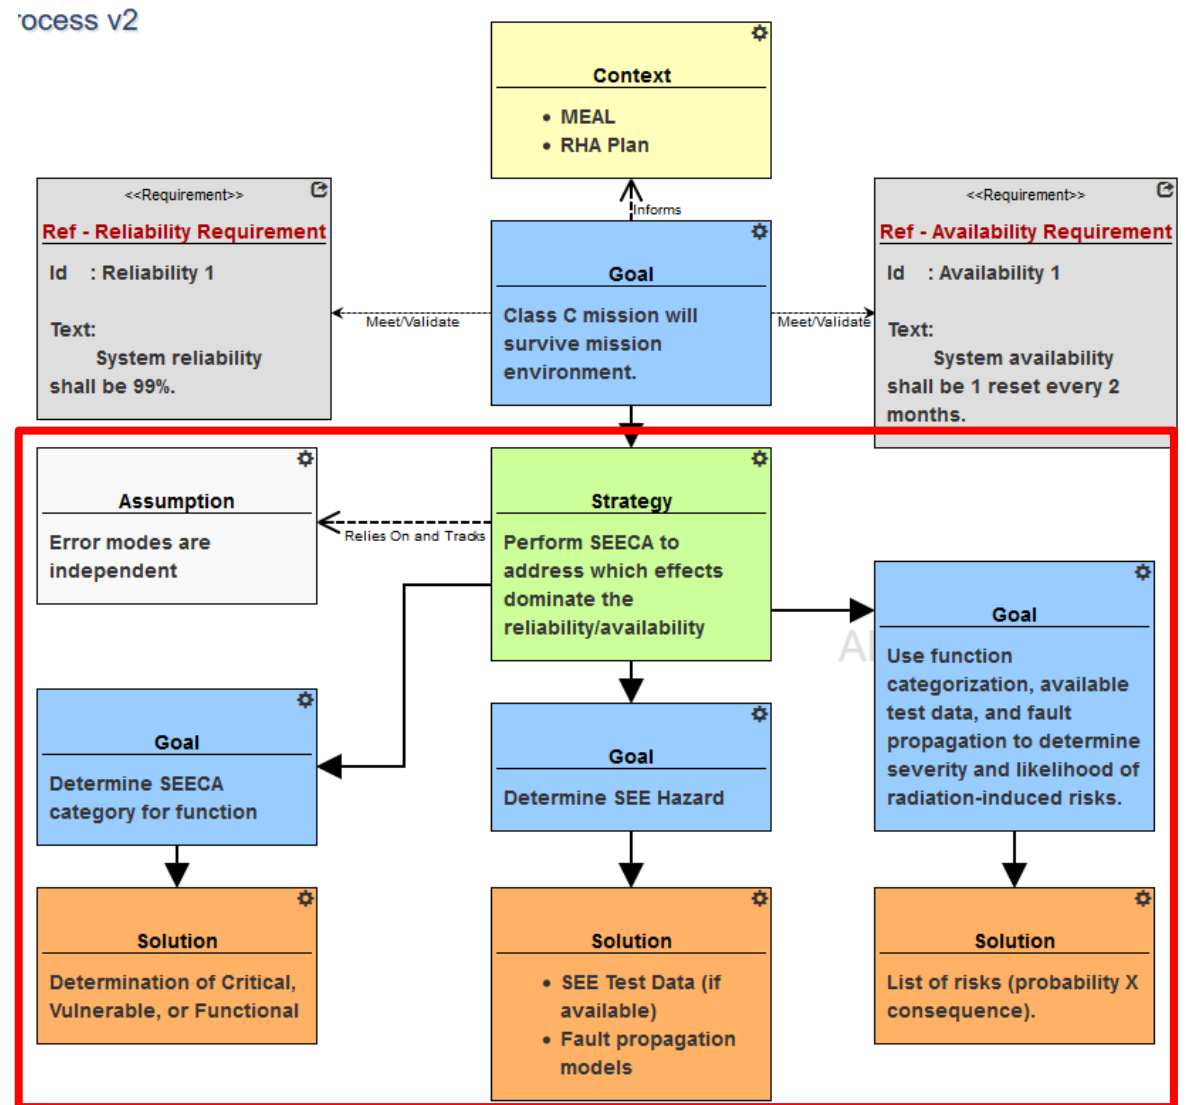 rocess v2
Context
• MEAL
• RHA Plan
Informs
<<Requirement>>
Ref - Reliability Requirement
Id : Reliability 1
Text:
System reliability
shall be 99%.
Meet/Validate
Goal
Class C mission will
survive mission
environment.
Meet/Validate
<<Requirement>>
Ref - Availability Requirement
Id : Availability 1
Text:
System availability
shall be 1 reset every 2
months.
Assumption
Error modes are
independent
Relies On and Tracks
Strategy
Perform SEECA to
address which effects
dominate the
reliability/availability
Goal
Determine SEECA
category for function
Goal
Determine SEE Hazard
Goal
Use function
categorization, available
test data, and fault
propagation to determine
severity and likelihood of
radiation-induced risks.
Solution
Determination of Critical,
Vulnerable, or Functional
Solution
• SEE Test Data (if
available)
• Fault propagation
models
Solution
List of risks (probability X
consequence).